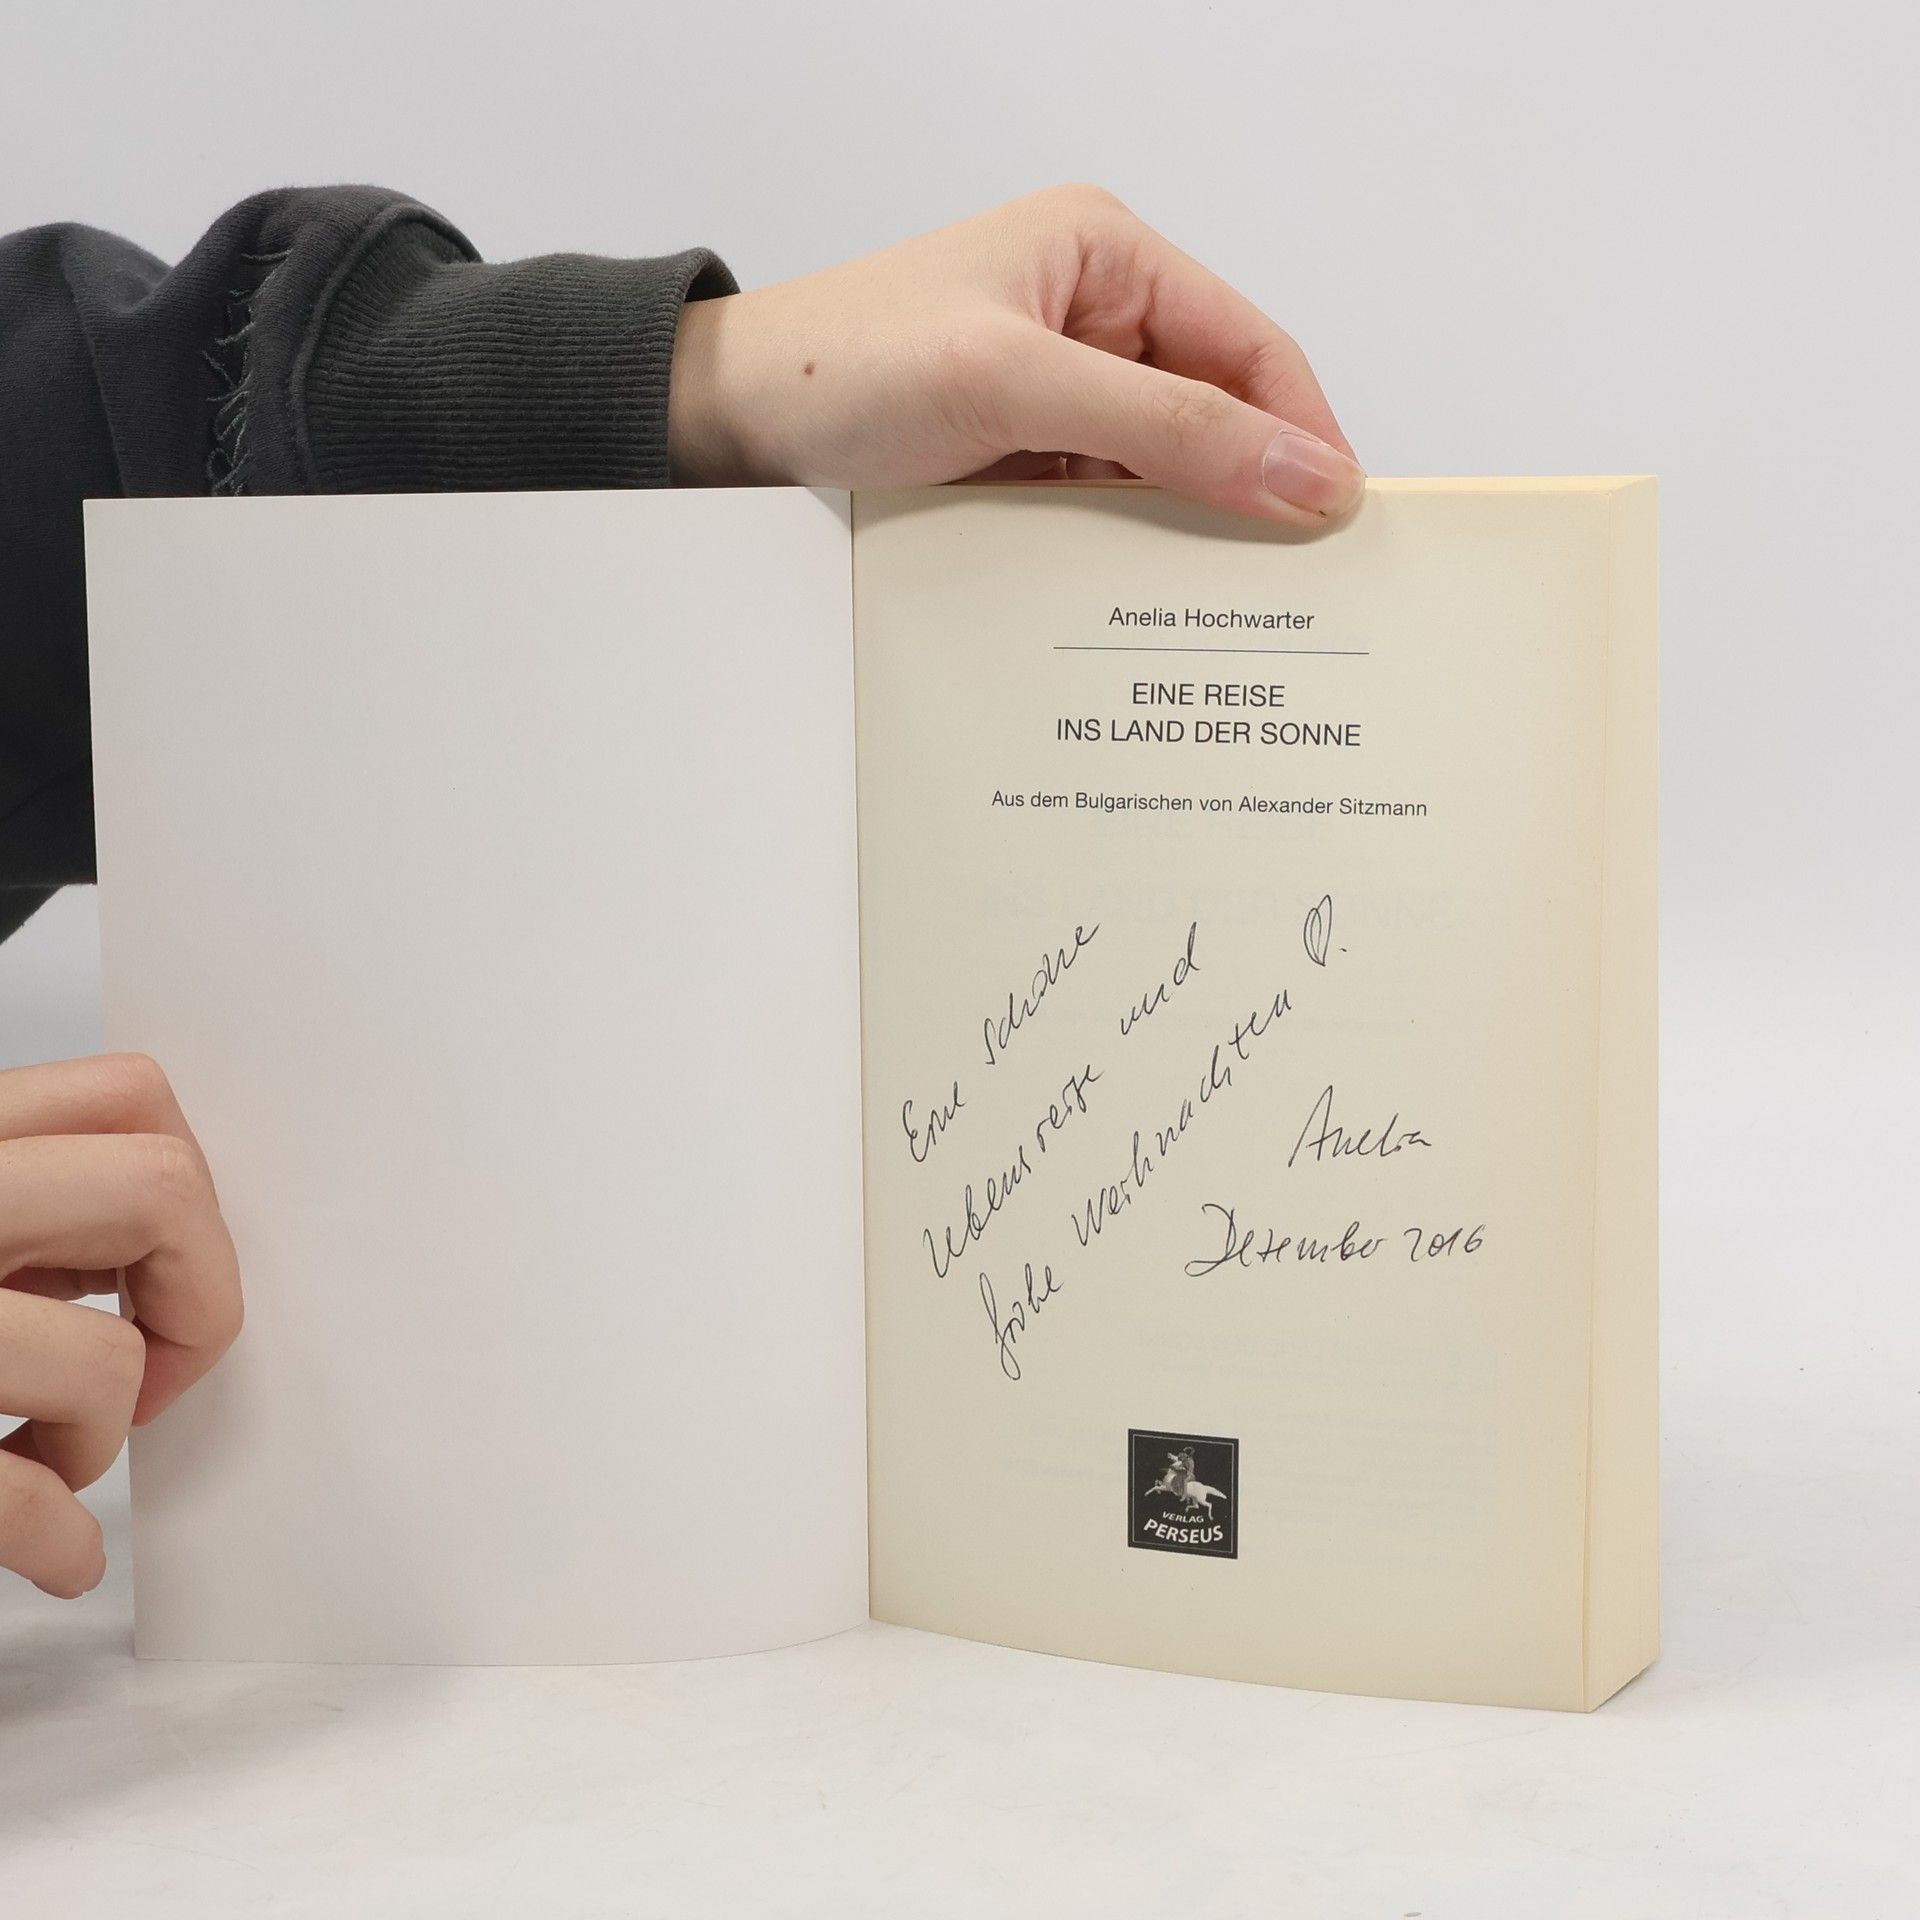 Anelia Hochwarter
EINE REISE
INS LAND DER SONNE
Aus dem Bulgarischen von Alexander Sitzmann
Eine schöne
Lebensreise und
frohe Weihnachten
Anelia
Dezember 2016
VERLAG
PERSEUS